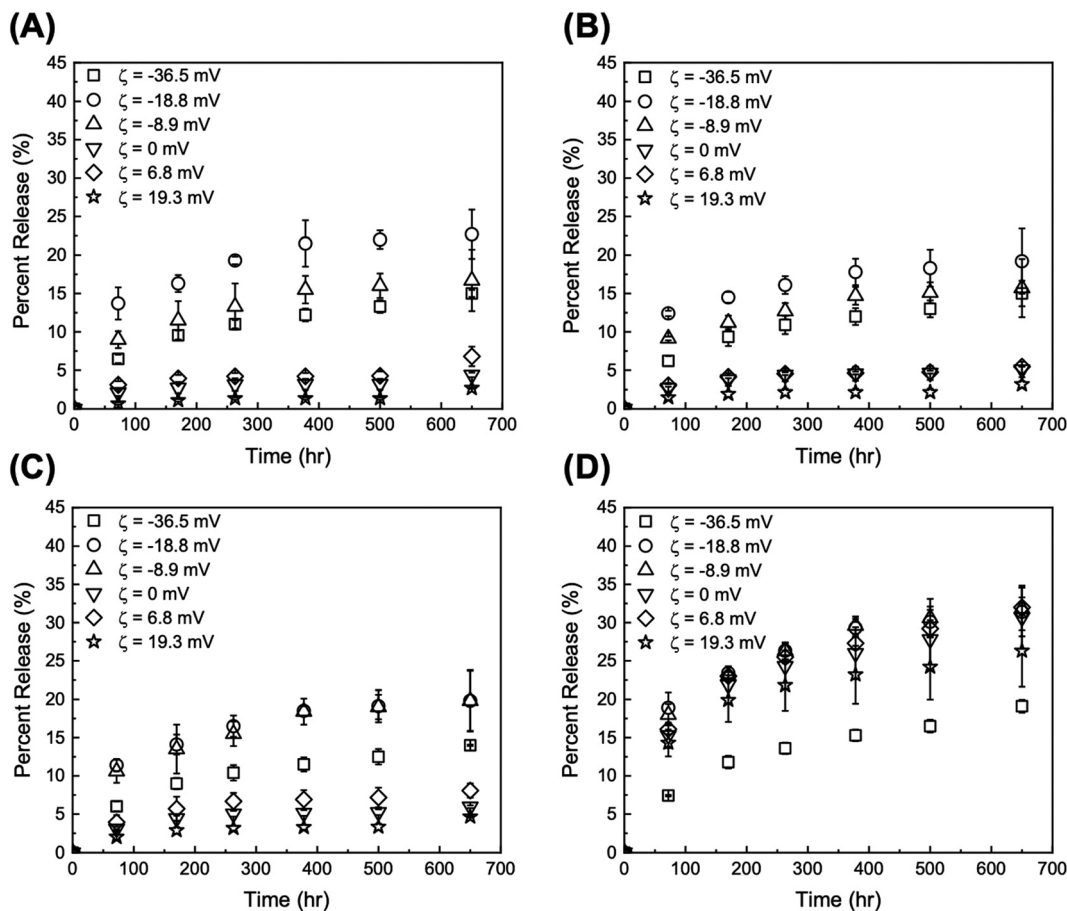 (A)
45
40
35
30
25
20
15
10
5
0
Percent Release (%)
ζ = -36.5 mV
ζ = -18.8 mV
ζ = -8.9 mV
ζ = 0 mV
ζ = 6.8 mV
ζ = 19.3 mV
0 100 200 300 400 500 600 700
Time (hr)
(B)
45
40
35
30
25
20
15
10
5
0
Percent Release (%)
ζ = -36.5 mV
ζ = -18.8 mV
ζ = -8.9 mV
ζ = 0 mV
ζ = 6.8 mV
ζ = 19.3 mV
0 100 200 300 400 500 600 700
Time (hr)
(C)
45
40
35
30
25
20
15
10
5
0
Percent Release (%)
ζ = -36.5 mV
ζ = -18.8 mV
ζ = -8.9 mV
ζ = 0 mV
ζ = 6.8 mV
ζ = 19.3 mV
0 100 200 300 400 500 600 700
Time (hr)
(D)
45
40
35
30
25
20
15
10
5
0
Percent Release (%)
ζ = -36.5 mV
ζ = -18.8 mV
ζ = -8.9 mV
ζ = 0 mV
ζ = 6.8 mV
ζ = 19.3 mV
0 100 200 300 400 500 600 700
Time (hr)